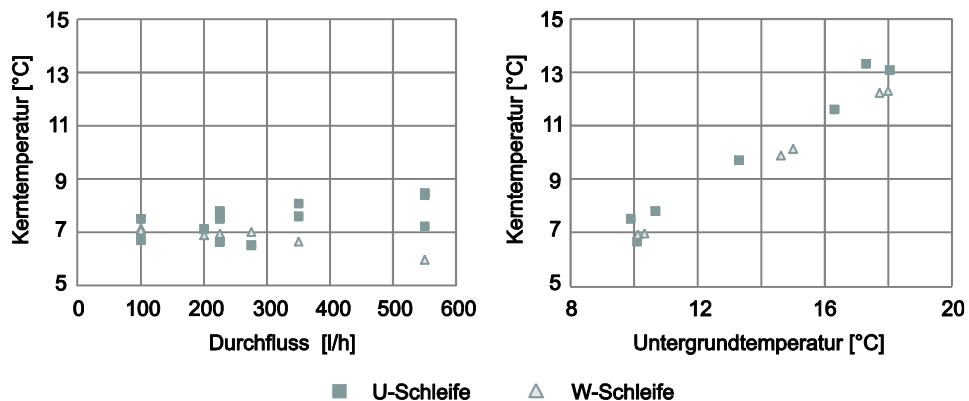 Kerntemperatur [°C]
15
13
11
9
7
5
0 100 200 300 400 500 600
Durchfluss [l/h]
Kerntemperatur [°C]
15
13
11
9
7
5
8 12 16 20
Untergrundtemperatur [°C]
U-Schleife W-Schleife